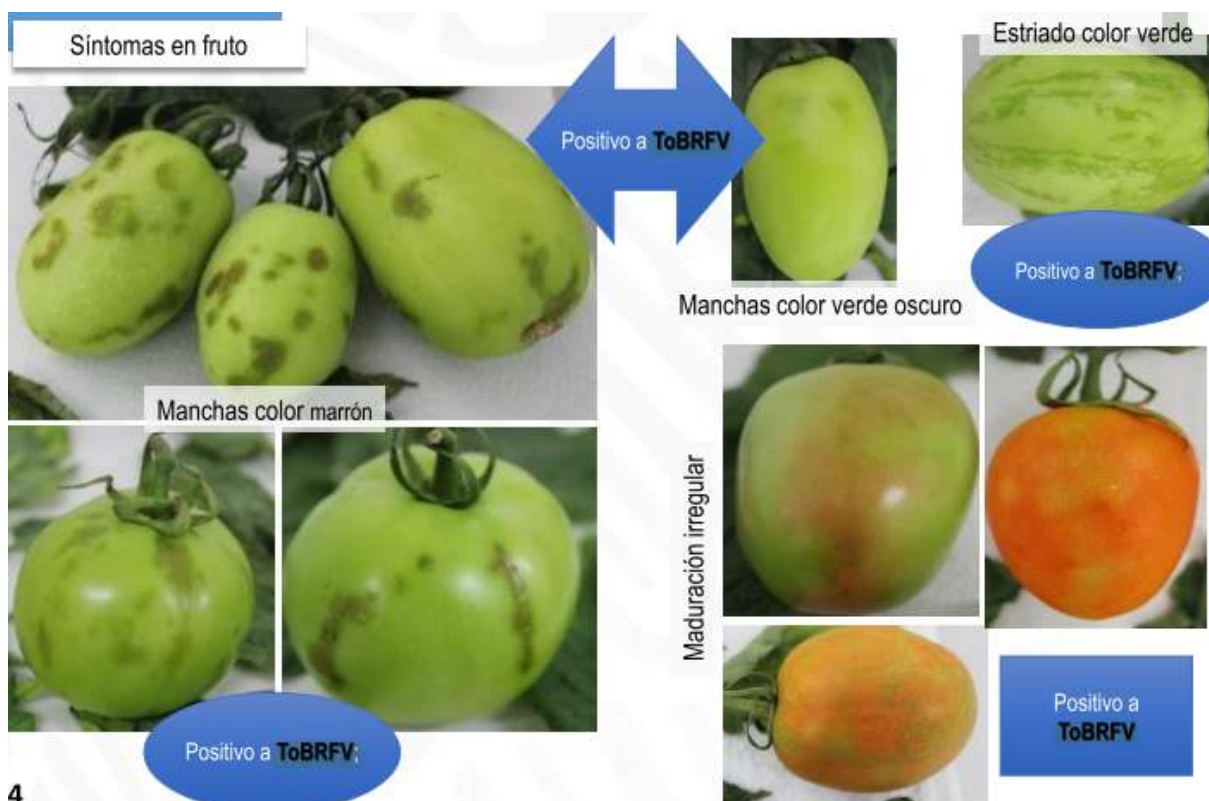 Síntomas en fruto
Positivo a ToBRFV
Estriado color verde
Positivo a ToBRFV;
Manchas color verde oscuro
Manchas color marrón
Maduración irregular
Positivo a ToBRFV;
Positivo a
ToBRFV
4